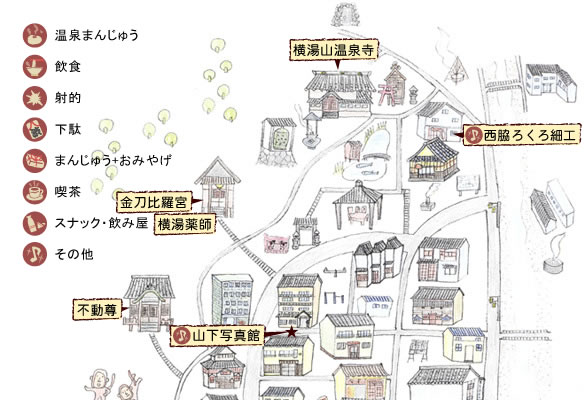 温泉まんじゅう
飲食
射的
下駄
まんじゅう+おみやげ
喫茶
スナック・飲み屋
その他
横湯山温泉寺
西脇ろくろ細工
金刀比羅宮
横湯薬師
不動尊
山下写真館